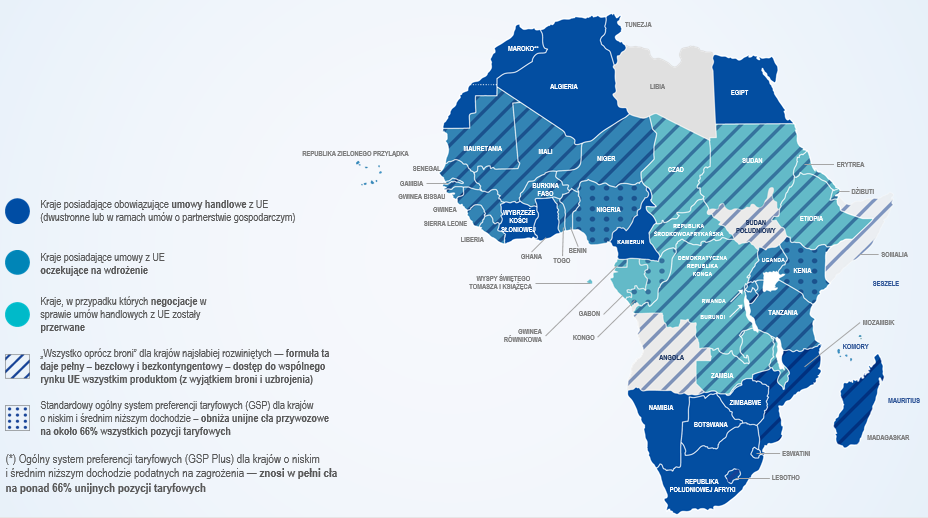 TUNEZJA
MAROKO**
ALGIERIA
LIBIA
EGIPT
MAURETANIA
MALI
NIGER
CZAD
SUDAN
ERYTREA
REPUBLIKA ZIELONEGO PRZYLĄDKA
SENEGAL
GAMBIA
GWINEA BISSAU
GWINEA
SIERRA LEONE
LIBERIA
BURKINA
FASO
WYBRZEŻE
KOŚCI
SŁONIOWEJ
GHANA
TOGO
BENIN
NIGERIA
KAMERUN
REPUBLIKA
ŚRODKOWOAFRYKAŃSKA
SUDAN
POŁUDNIOWY
ETIOPIA
DŻIBUTI
SOMALIA
SESZELE
WYSPY ŚWIĘTEGO
TOMASZA I KSIĄŻĘCA
GABON
GWINEA
RÓWNIKOWA
KONGO
DEMOKRATYCZNA
REPUBLIKA
KONGA
UGANDA
KENIA
RWANDA
BURUNDI
TANZANIA
MOZAMBIK
KOMORY
ANGOLA
ZAMBIA
MAURITIUS
MADAGASKAR
NAMIBIA
ZIMBABWE
BOTSWANA
ESWATINI
LESOTHO
REPUBLIKA
POŁUDNIOWEJ AFRYKI
Kraje posiadające obowiązujące umowy handlowe z UE
(dwustronne lub w ramach umów o partnerstwie gospodarczym)
Kraje posiadające umowy z UE
oczekujące na wdrożenie
Kraje, w przypadku których negocjacje w
sprawie umów handlowych z UE zostały
przerwane
„Wszystko oprócz broni” dla krajów najsłabiej rozwiniętych — formuła ta
daje pełny – bezcłowy i bezkontyngentowy – dostęp do wspólnego
rynku UE wszystkim produktom (z wyjątkiem broni i uzbrojenia)
Standardowy ogólny system preferencji taryfowych (GSP) dla krajów
o niskim i średnim niższym dochodzie – obniża unijne cła przywozowe
na około 66% wszystkich pozycji taryfowych
(*) Ogólny system preferencji taryfowych (GSP Plus) dla krajów o niskim
i średnim niższym dochodzie podatnych na zagrożenia — znosi w pełni cła
na ponad 66% unijnych pozycji taryfowych